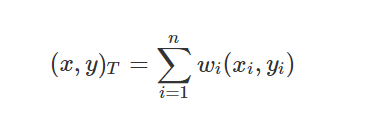 (x, y)_T = \sum_{i=1}^{n} w_i(x_i, y_i)